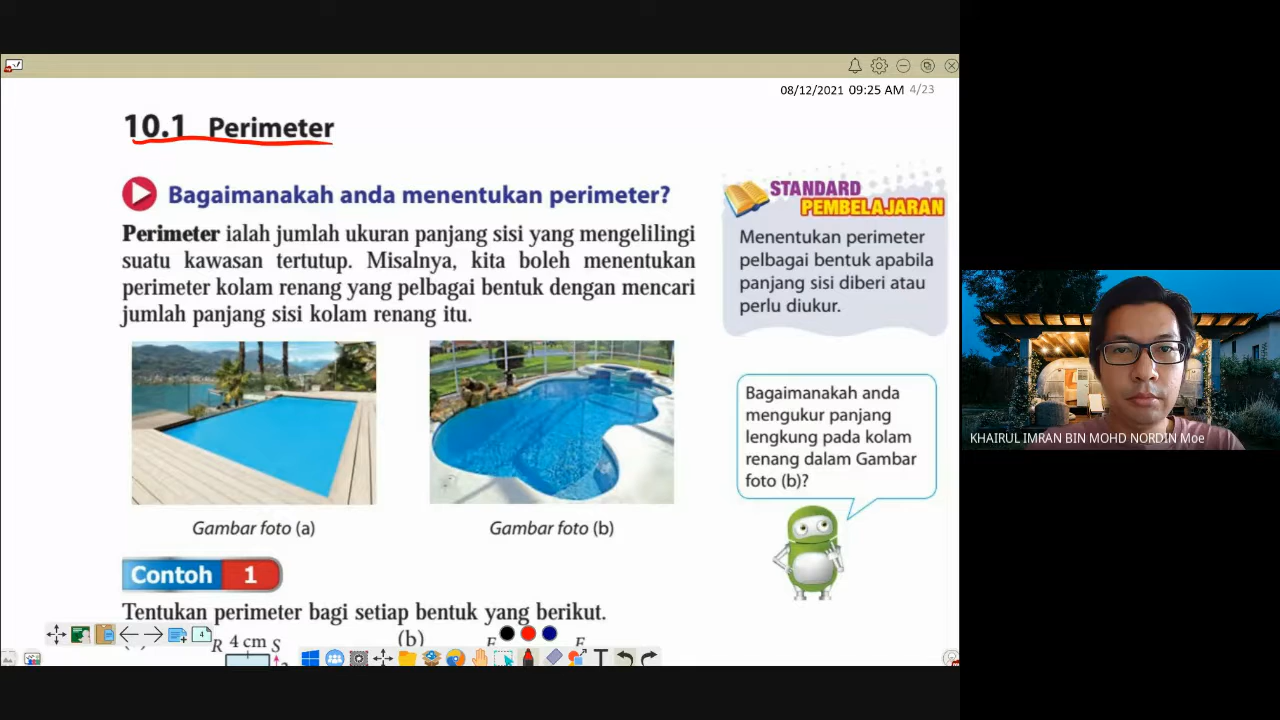 08/12/2021 09:25 AM 4/23
10.1 Perimeter
Bagaimanakah anda menentukan perimeter?
Perimeter ialah jumlah ukuran panjang sisi yang mengelilingi
suatu kawasan tertutup. Misalnya, kita boleh menentukan
perimeter kolam renang yang pelbagai bentuk dengan mencari
jumlah panjang sisi kolam renang itu.
STANDARD
PEMBELAJARAN
Menentukan perimeter
pelbagai bentuk apabila
panjang sisi diberi atau
perlu diukur.
Gambar foto (a)
Gambar foto (b)
Bagaimanakah anda
mengukur panjang
lengkung pada kolam
renang dalam Gambar
foto (b)?
Contoh 1
Tentukan perimeter bagi setiap bentuk yang berikut.
R 4 cm S
(b)
4
T
KHAIRUL IMRAN BIN MOHD NORDIN Moe